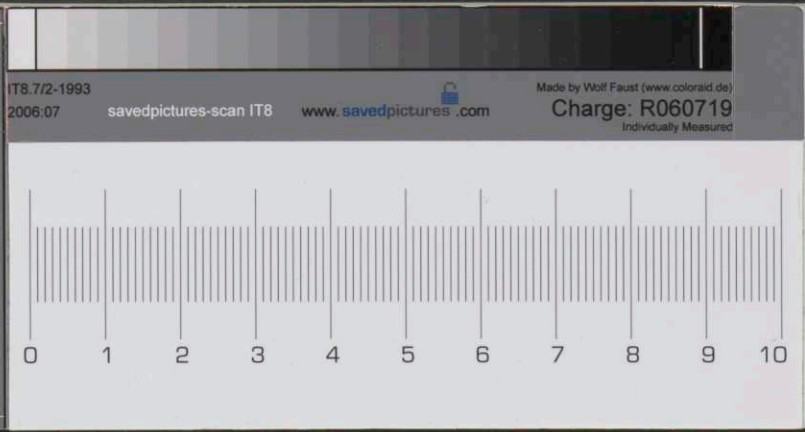 IT8.7/2-1993
2006:07
savedpictures-scan IT8
www.savedpictures.com
Made by Wolf Faust (www.coloraid.de)
Charge: R060719
Individually Measured
0 1 2 3 4 5 6 7 8 9 10